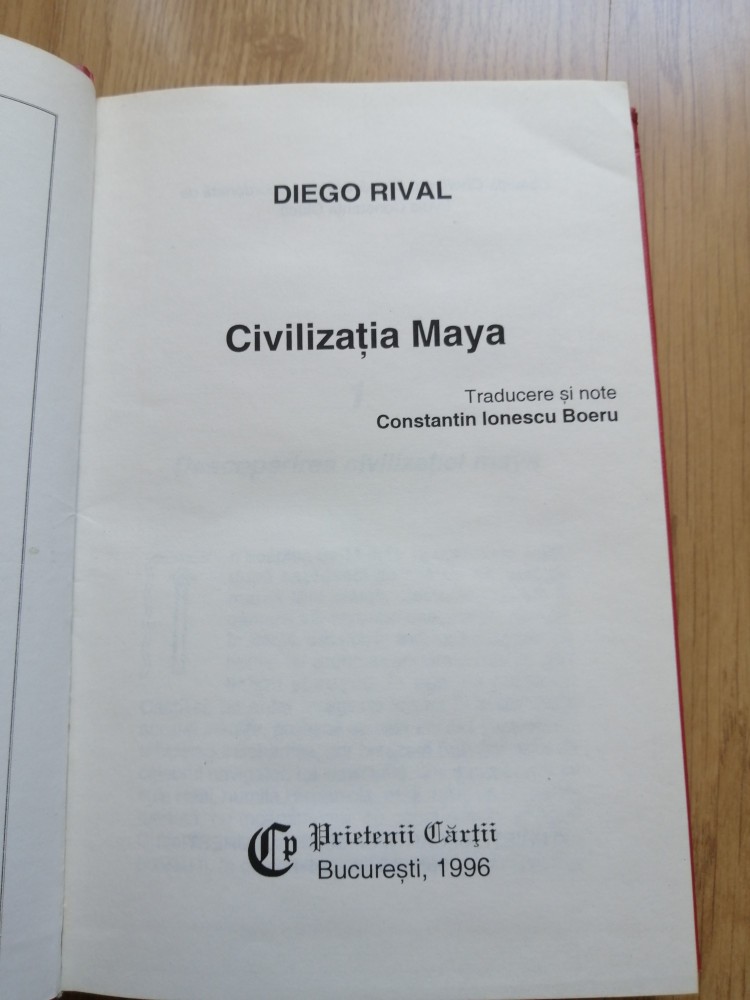 DIEGO RIVAL
Civilizația Maya
Traducere și note
Constantin Ionescu Boeru
Cp Prietenii Cărții
București, 1996